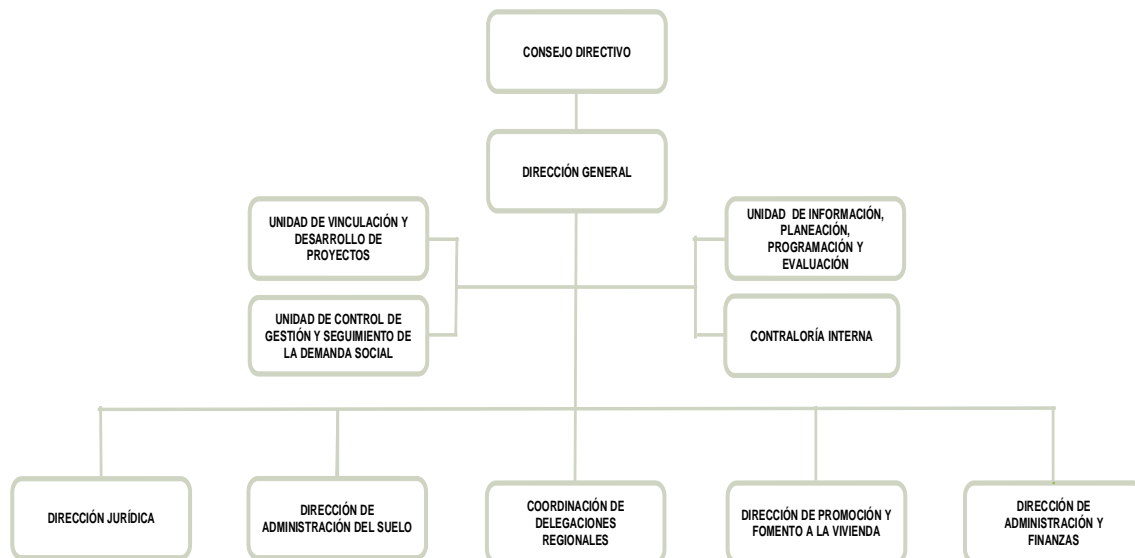 CONSEJO DIRECTIVO
DIRECCIÓN GENERAL
UNIDAD DE VINCULACIÓN Y
DESARROLLO DE
PROYECTOS
UNIDAD DE INFORMACIÓN,
PLANEACIÓN,
PROGRAMACIÓN Y
EVALUACIÓN
UNIDAD DE CONTROL DE
GESTIÓN Y SEGUIMIENTO DE
LA DEMANDA SOCIAL
CONTRALORÍA INTERNA
DIRECCIÓN JURÍDICA
DIRECCIÓN DE
ADMINISTRACIÓN DEL SUELO
COORDINACIÓN DE
DELEGACIONES
REGIONALES
DIRECCIÓN DE PROMOCIÓN Y
FOMENTO A LA VIVIENDA
DIRECCIÓN DE
ADMINISTRACIÓN Y
FINANZAS